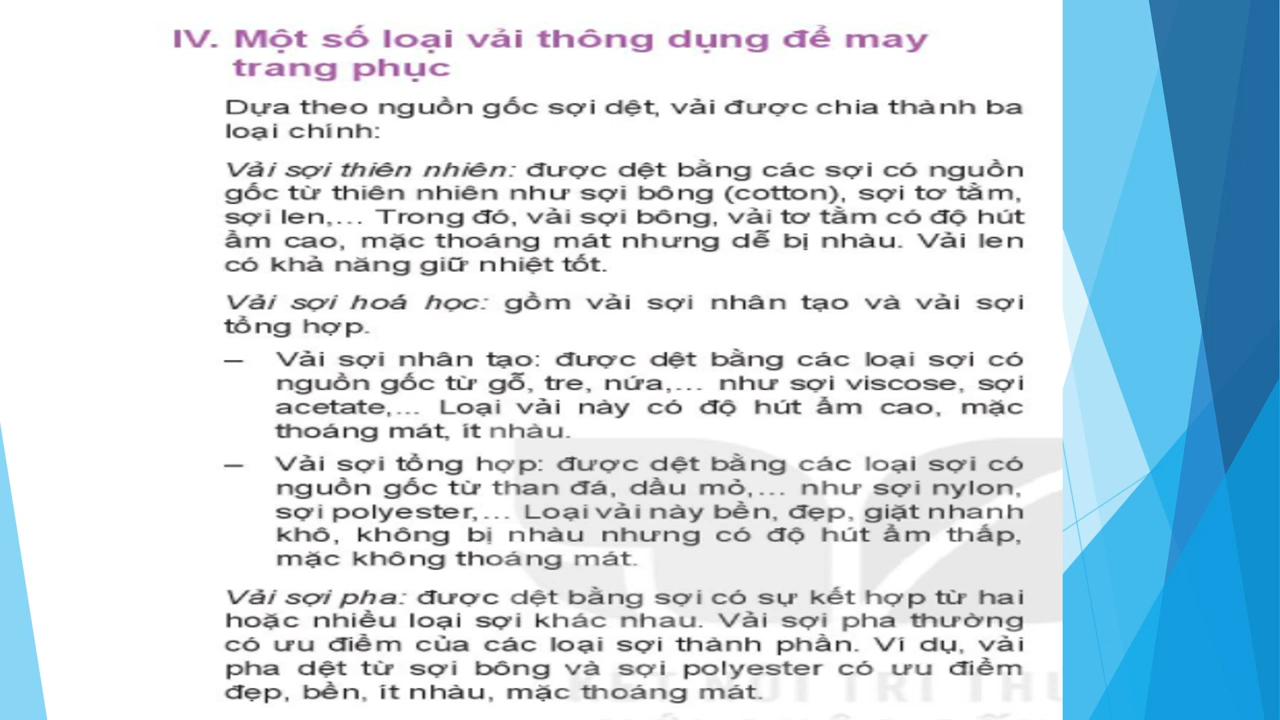 IV. Một số loại vải thông dụng để may
trang phục
Dựa theo nguồn gốc sợi dệt, vải được chia thành ba
loại chính:
Vải sợi thiên nhiên: được dệt bằng các sợi có nguồn
gốc từ thiên nhiên như sợi bông (cotton), sợi tơ tằm,
sợi len,... Trong đó, vải sợi bông, vải tơ tằm có độ hút
ẩm cao, mặc thoáng mát nhưng dễ bị nhàu. Vải len
có khả năng giữ nhiệt tốt.
Vải sợi hoá học: gồm vải sợi nhân tạo và vải sợi
tổng hợp.
– Vải sợi nhân tạo: được dệt bằng các loại sợi có
nguồn gốc từ gỗ, tre, nứa,... như sợi viscose, sợi
acetate,... Loại vải này có độ hút ẩm cao, mặc
thoáng mát, ít nhàu.
– Vải sợi tổng hợp: được dệt bằng các loại sợi có
nguồn gốc từ than đá, dầu mỏ,... như sợi nylon,
sợi polyester,... Loại vải này bền, đẹp, giặt nhanh
khô, không bị nhàu nhưng có độ hút ẩm thấp,
mặc không thoáng mát.
Vải sợi pha: được dệt bằng sợi có sự kết hợp từ hai
hoặc nhiều loại sợi khác nhau. Vải sợi pha thường
có ưu điểm của các loại sợi thành phần. Ví dụ, vải
pha dệt từ sợi bông và sợi polyester có ưu điểm
đẹp, bền, ít nhàu, mặc thoáng mát.
KẾT NỐI TRI THỨ